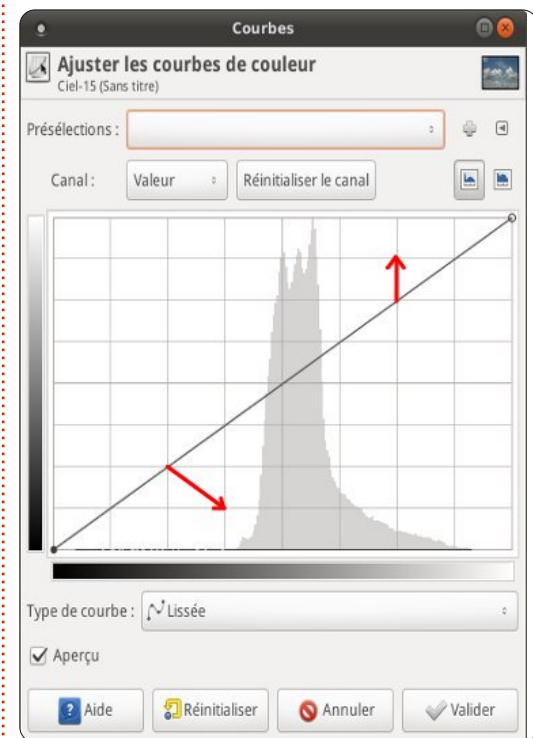 Courbes
Ajuster les courbes de couleur
Ciel-15 (Sans titre)
Présélections :
Canal : Valeur Réinitialiser le canal
Type de courbe : Lissée
Aperçu
Aide Réinitialiser Annuler Valider